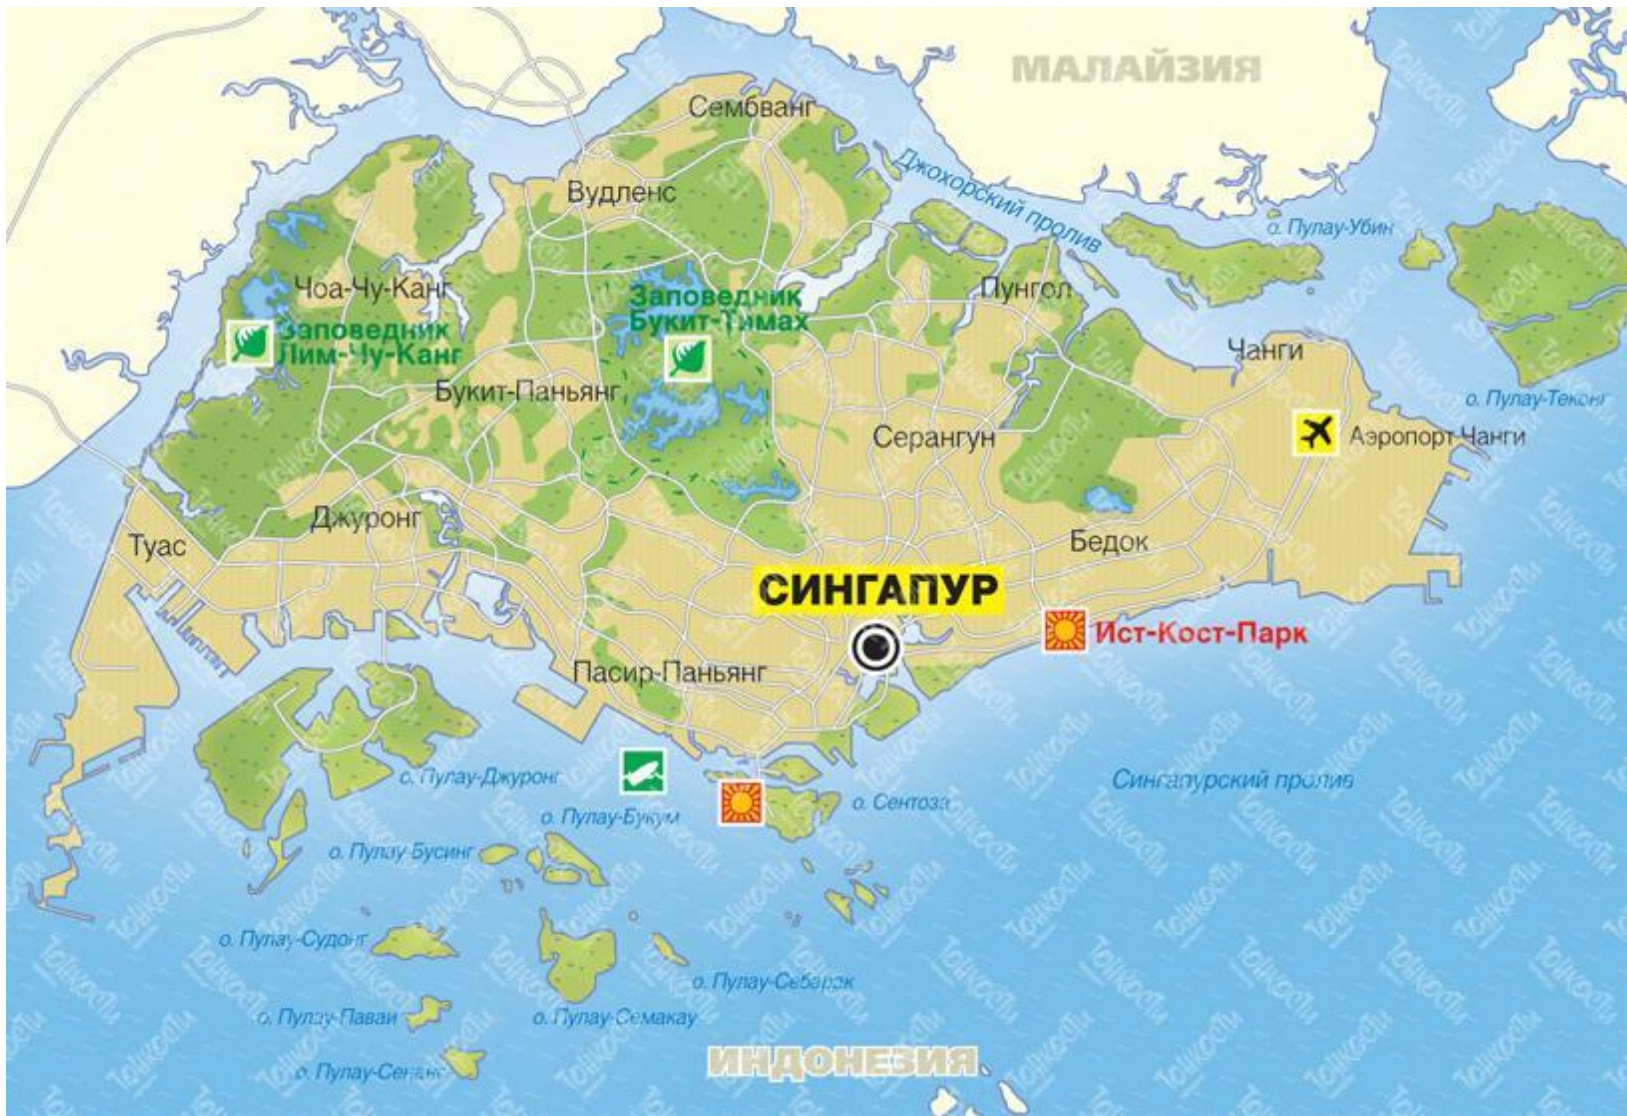 МАЛАЙЗИЯ
Сембванг
Джохорский пролив
Вудленс
о. Пулау-Убин
Чоа-Чу-Канг
Заповедник
Букит-Тимах
Пунгол
Заповедник
Лим-Чу-Канг
Чанги
Букит-Паньянг
о. Пулау-Теконг
Серангун
Аэропорт Чанги
Джуронг
Туас
Бедок
СИНГАПУР
Ист-Кост-Парк
Пасир-Паньянг
о. Пулау-Джуронг
Сингапурский пролив
о. Сентоза
о. Пулау-Букум
о. Пулау-Бусинг
о. Пулау-Судонг
о. Пулау-Себарок
о. Пулау-Паваи
о. Пулау-Семакау
ИНДОНЕЗИЯ
о. Пулау-Сенанг
Тонкости